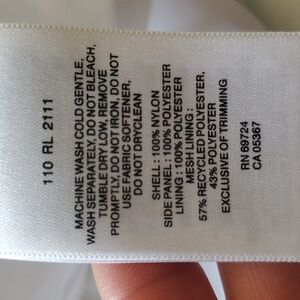 110 RL 2111
MACHINE WASH COLD GENTLE,
WASH SEPARATELY, DO NOT BLEACH,
TUMBLE DRY LOW, REMOVE
PROMPTLY, DO NOT IRON, DO NOT
USE FABRIC SOFTENER,
DO NOT DRYCLEAN
SHELL : 100% NYLON
SIDE PANEL : 100% POLYESTER
LINING : 100% POLYESTER
MESH LINING :
57% RECYCLED POLYESTER,
43% POLYESTER
EXCLUSIVE OF TRIMMING
RN 89724
CA 05367